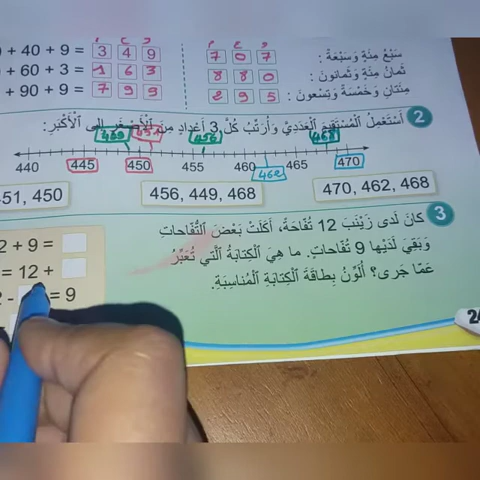 م ع و
+ 40 + 9 = 3 4 9
+ 60 + 3 = 1 6 3
+ 90 + 9 = 7 9 9
م ع و
سَبْعُ مِئَةٍ وَسَبْعَةٌ : 7 0 7
ثَمانُ مِئَةٍ وَثَمانونَ : 8 8 0
مِئَتانِ وَخَمْسَةٌ وَتِسْعونَ : 2 9 5
2 أَسْتَعْمِلُ الْمُسْتَقيمَ الْعَدَدِيَّ وَأُرَتِّبُ كُلَّ 3 أَعْدادٍ مِنَ الْأَصْغَرِ إِلى الْأَكْبَرِ:
451 456 468
440 445 450 455 460 465 470
462
451, 450
456, 449, 468
470, 462, 468
3 كانَ لَدى زَيْنَبَ 12 تُفّاحَةً، أَكَلَتْ بَعْضَ التُّفّاحاتِ
وَبَقِيَ لَدَيْها 9 تُفّاحاتٍ. ما هِيَ الْكِتابَةُ الَّتي تُعَبِّرُ
عَمّا جَرى؟ أُلَوِّنُ بِطاقَةَ الْكِتابَةِ الْمُناسِبَةِ.
2 + 9 =
= 12 +
- = 9